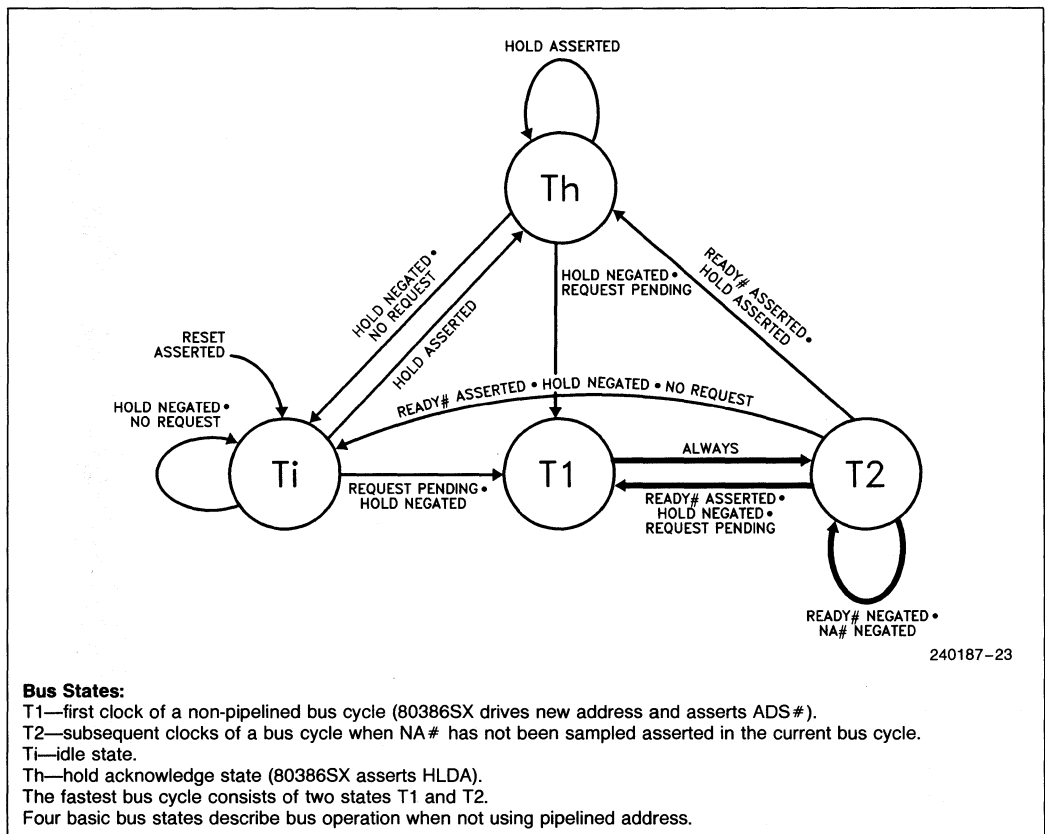 HOLD ASSERTED
Th
HOLD NEGATED•
NO REQUEST
HOLD ASSERTED
HOLD NEGATED•
REQUEST PENDING
READY# ASSERTED•
HOLD ASSERTED
RESET
ASSERTED
READY# ASSERTED • HOLD NEGATED • NO REQUEST
HOLD NEGATED•
NO REQUEST
Ti
REQUEST PENDING•
HOLD NEGATED
T1
ALWAYS
READY# ASSERTED•
HOLD NEGATED•
REQUEST PENDING
T2
READY# NEGATED•
NA# NEGATED
240187–23
Bus States:
T1—first clock of a non-pipelined bus cycle (80386SX drives new address and asserts ADS#).
T2—subsequent clocks of a bus cycle when NA# has not been sampled asserted in the current bus cycle.
Ti—idle state.
Th—hold acknowledge state (80386SX asserts HLDA).
The fastest bus cycle consists of two states T1 and T2.
Four basic bus states describe bus operation when not using pipelined address.